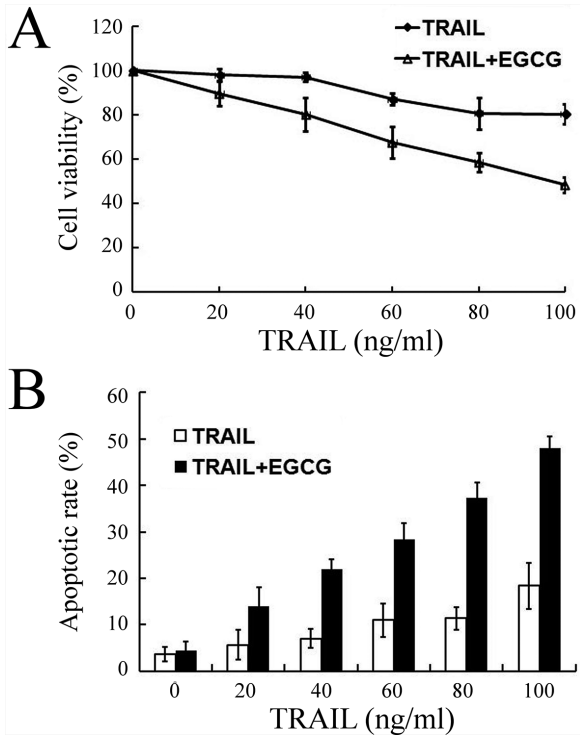 A
120
100
80
60
40
20
0
Cell viability (%)
TRAIL
TRAIL+EGCG
0 20 40 60 80 100
TRAIL (ng/ml)
B
60
50
40
30
20
10
0
Apoptotic rate (%)
TRAIL
TRAIL+EGCG
0 20 40 60 80 100
TRAIL (ng/ml)